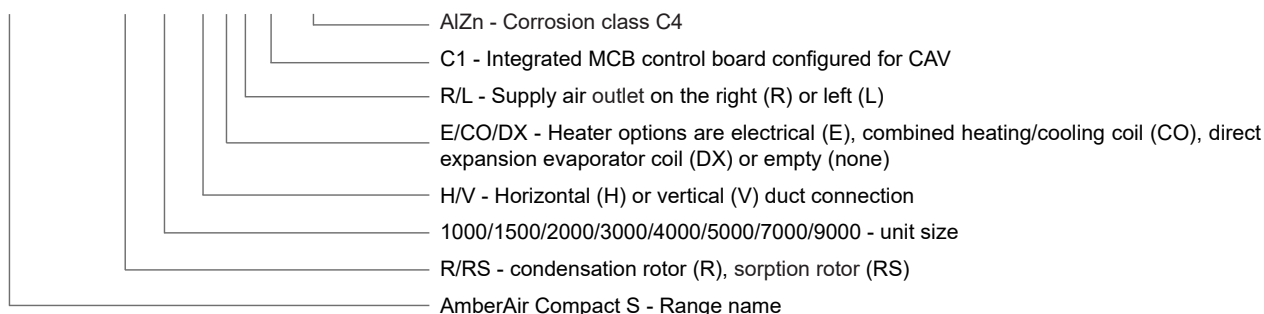 AlZn - Corrosion class C4
C1 - Integrated MCB control board configured for CAV
R/L - Supply air outlet on the right (R) or left (L)
E/CO/DX - Heater options are electrical (E), combined heating/cooling coil (CO), direct
expansion evaporator coil (DX) or empty (none)
H/V - Horizontal (H) or vertical (V) duct connection
1000/1500/2000/3000/4000/5000/7000/9000 - unit size
R/RS - condensation rotor (R), sorption rotor (RS)
AmberAir Compact S - Range name